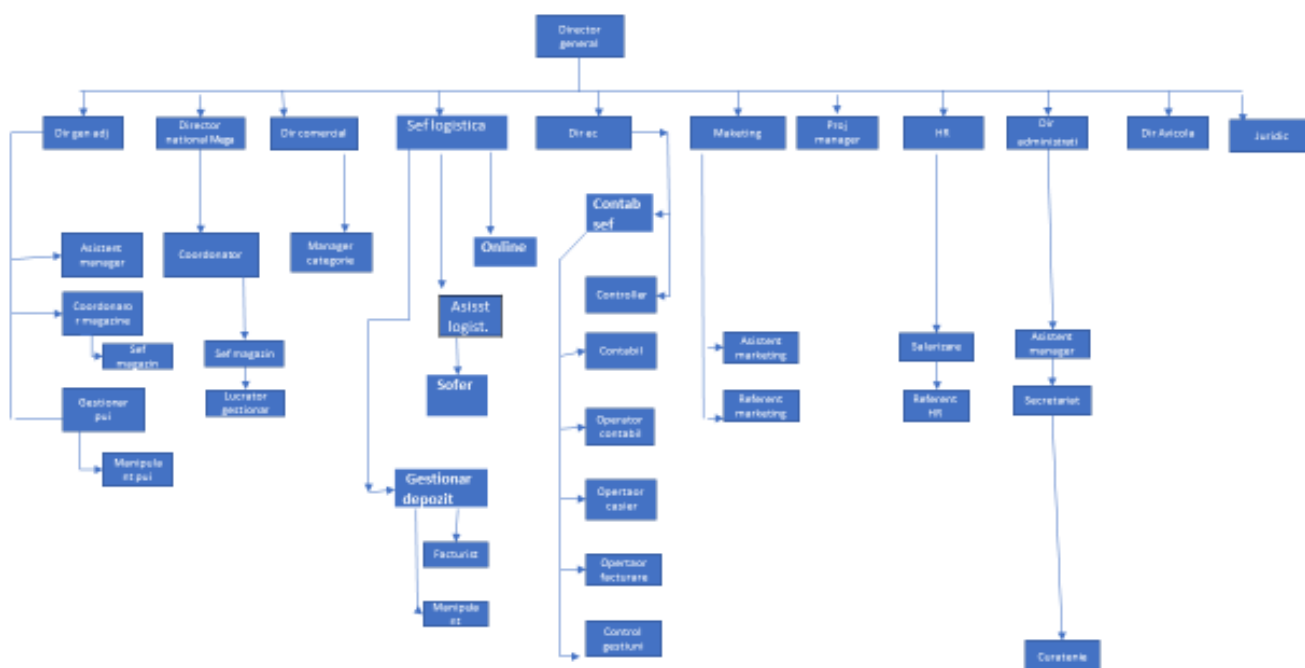 Director
general
Dir gen adj
Director
national Mega
Dir comercial
Sef logistica
Dir ec
Maketing
Proj
manager
HR
Dir
administrati
Dir Avicola
Juridic
Contab
sef
Asistent
manager
Coordonator
Manager
categorie
Online
Controller
Coordonaro
r magazine
Asisst
logist.
Sef
magazin
Sef magazin
Contabil
Asistent
marketing
Salarizare
Asistent
manager
Sofer
Gestionar
pui
Lucrator
gestionar
Operator
contabil
Referent
marketing
Referent
HR
Secretariat
Manipula
nt pui
Gestionar
depozit
Opertaor
casier
Facturist
Opertaor
facturare
Manipula
nt
Control
gestiuni
Curatenie